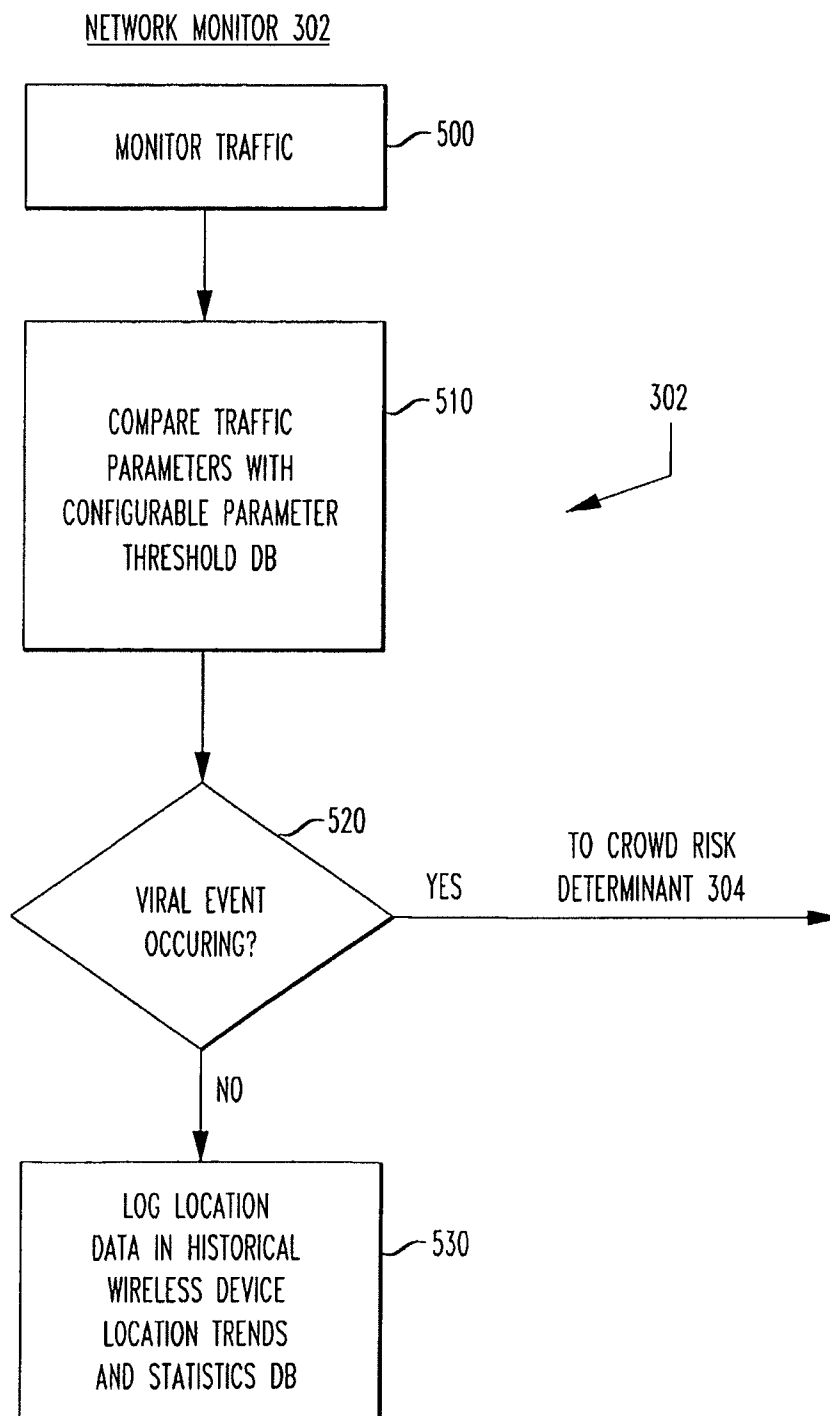 NETWORK MONITOR 302
MONITOR TRAFFIC
500
COMPARE TRAFFIC
PARAMETERS WITH
CONFIGURABLE PARAMETER
THRESHOLD DB
510
302
VIRAL EVENT
OCCURING?
520
YES
TO CROWD RISK
DETERMINANT 304
NO
LOG LOCATION
DATA IN HISTORICAL
WIRELESS DEVICE
LOCATION TRENDS
AND STATISTICS DB
530